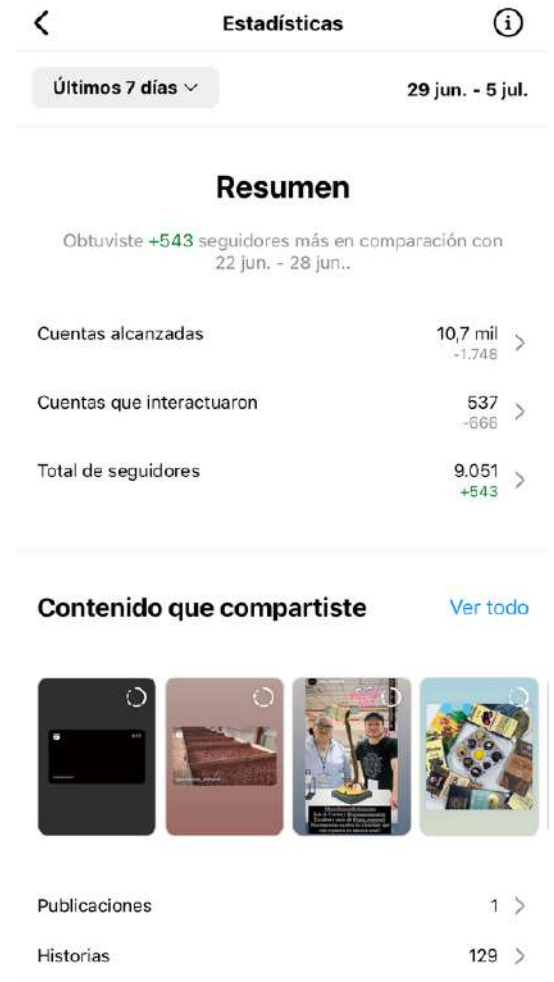 Estadísticas
Últimos 7 días
29 jun. - 5 jul.
Resumen
Obtuviste +543 seguidores más en comparación con
22 jun. - 28 jun..
Cuentas alcanzadas
10,7 mil
-1.748
Cuentas que interactuaron
537
-666
Total de seguidores
9.051
+543
Contenido que compartiste
Ver todo
Publicaciones
1
Historias
129